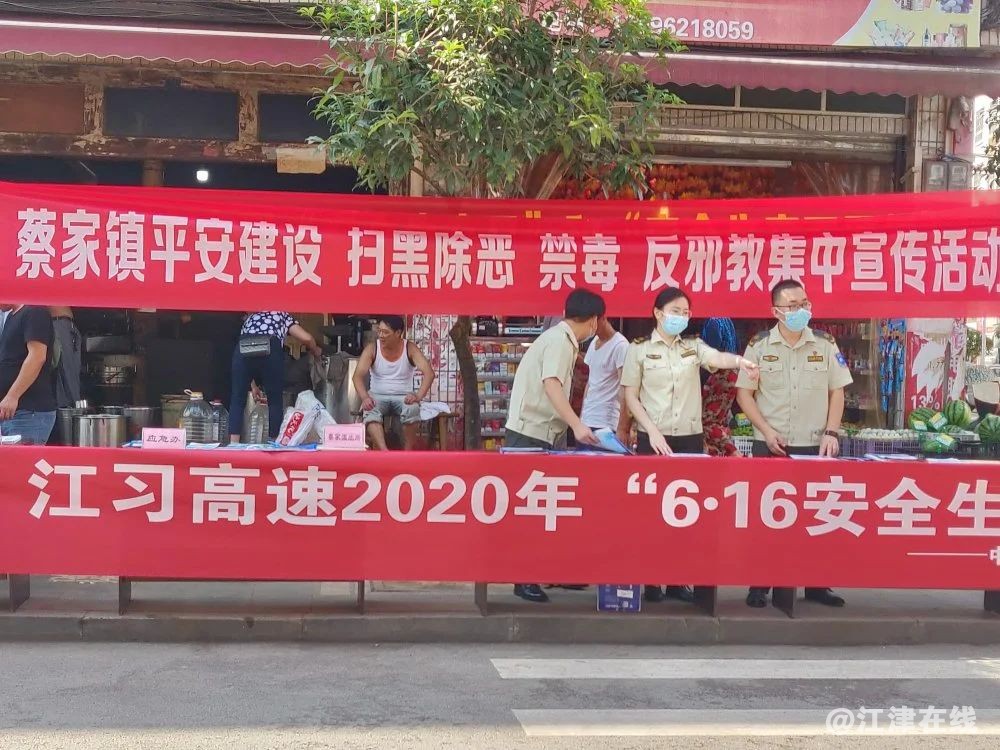 96218059
蔡家镇平安建设 扫黑除恶 禁毒 反邪教集中宣传活动
应急办
江习高速2020年 “6·16安全生
13°
@江津在线